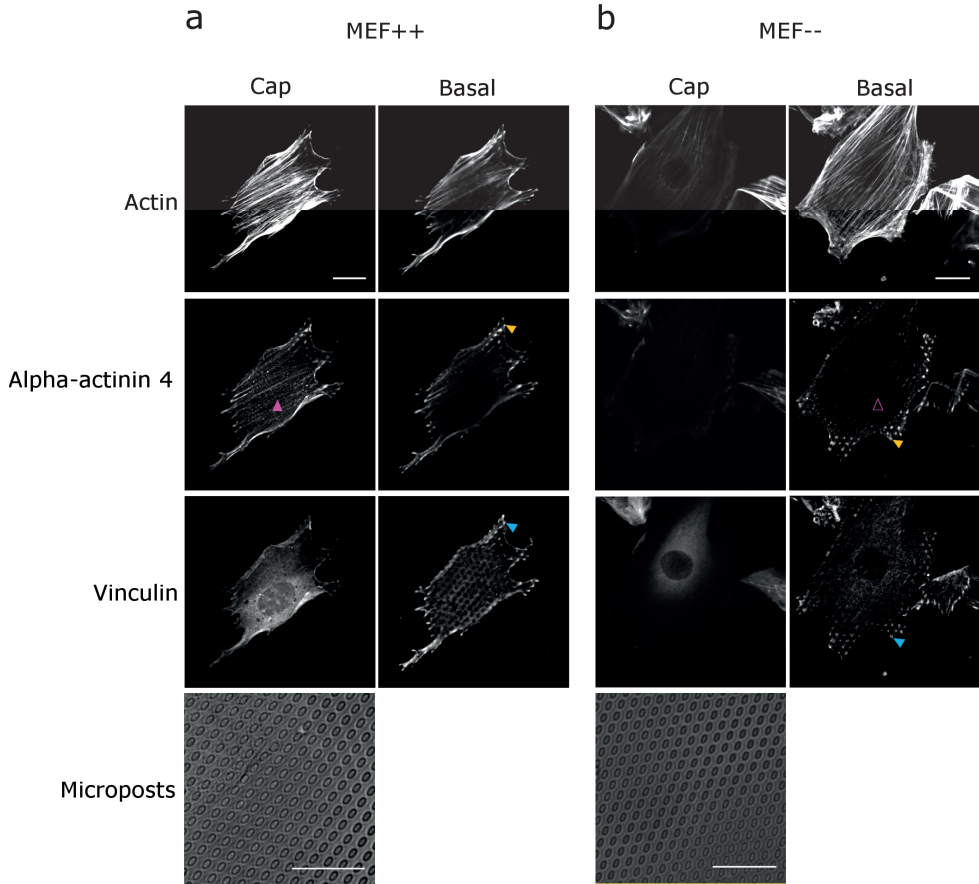 a
MEF++
b
MEF--
Cap
Basal
Cap
Basal
Actin
Alpha-actinin 4
Vinculin
Microposts